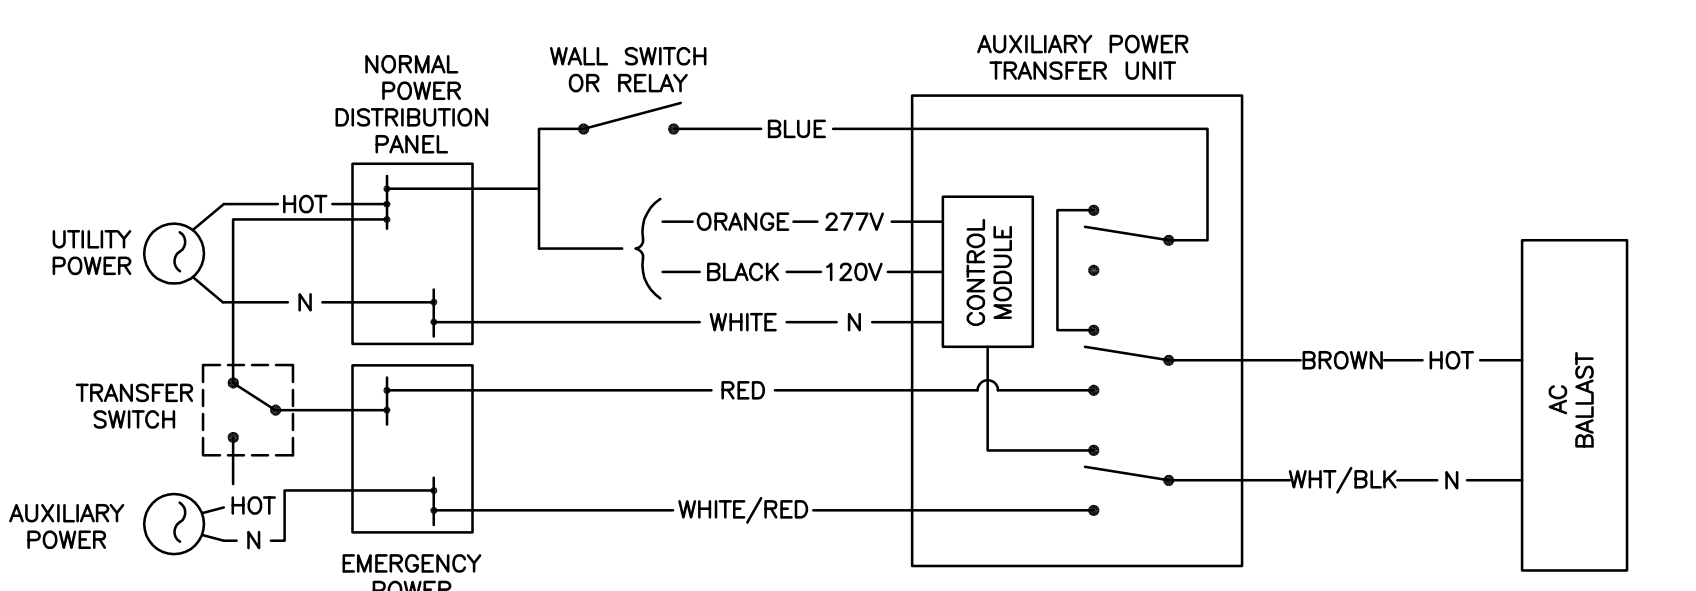 NORMAL
POWER
DISTRIBUTION
PANEL
WALL SWITCH
OR RELAY
AUXILIARY POWER
TRANSFER UNIT
BLUE
HOT
UTILITY
POWER
ORANGE 277V
BLACK 120V
CONTROL
MODULE
N
WHITE N
BROWN HOT
AC
BALLAST
TRANSFER
SWITCH
RED
WHT/BLK N
AUXILIARY
POWER
HOT
N
WHITE/RED
EMERGENCY
POWER